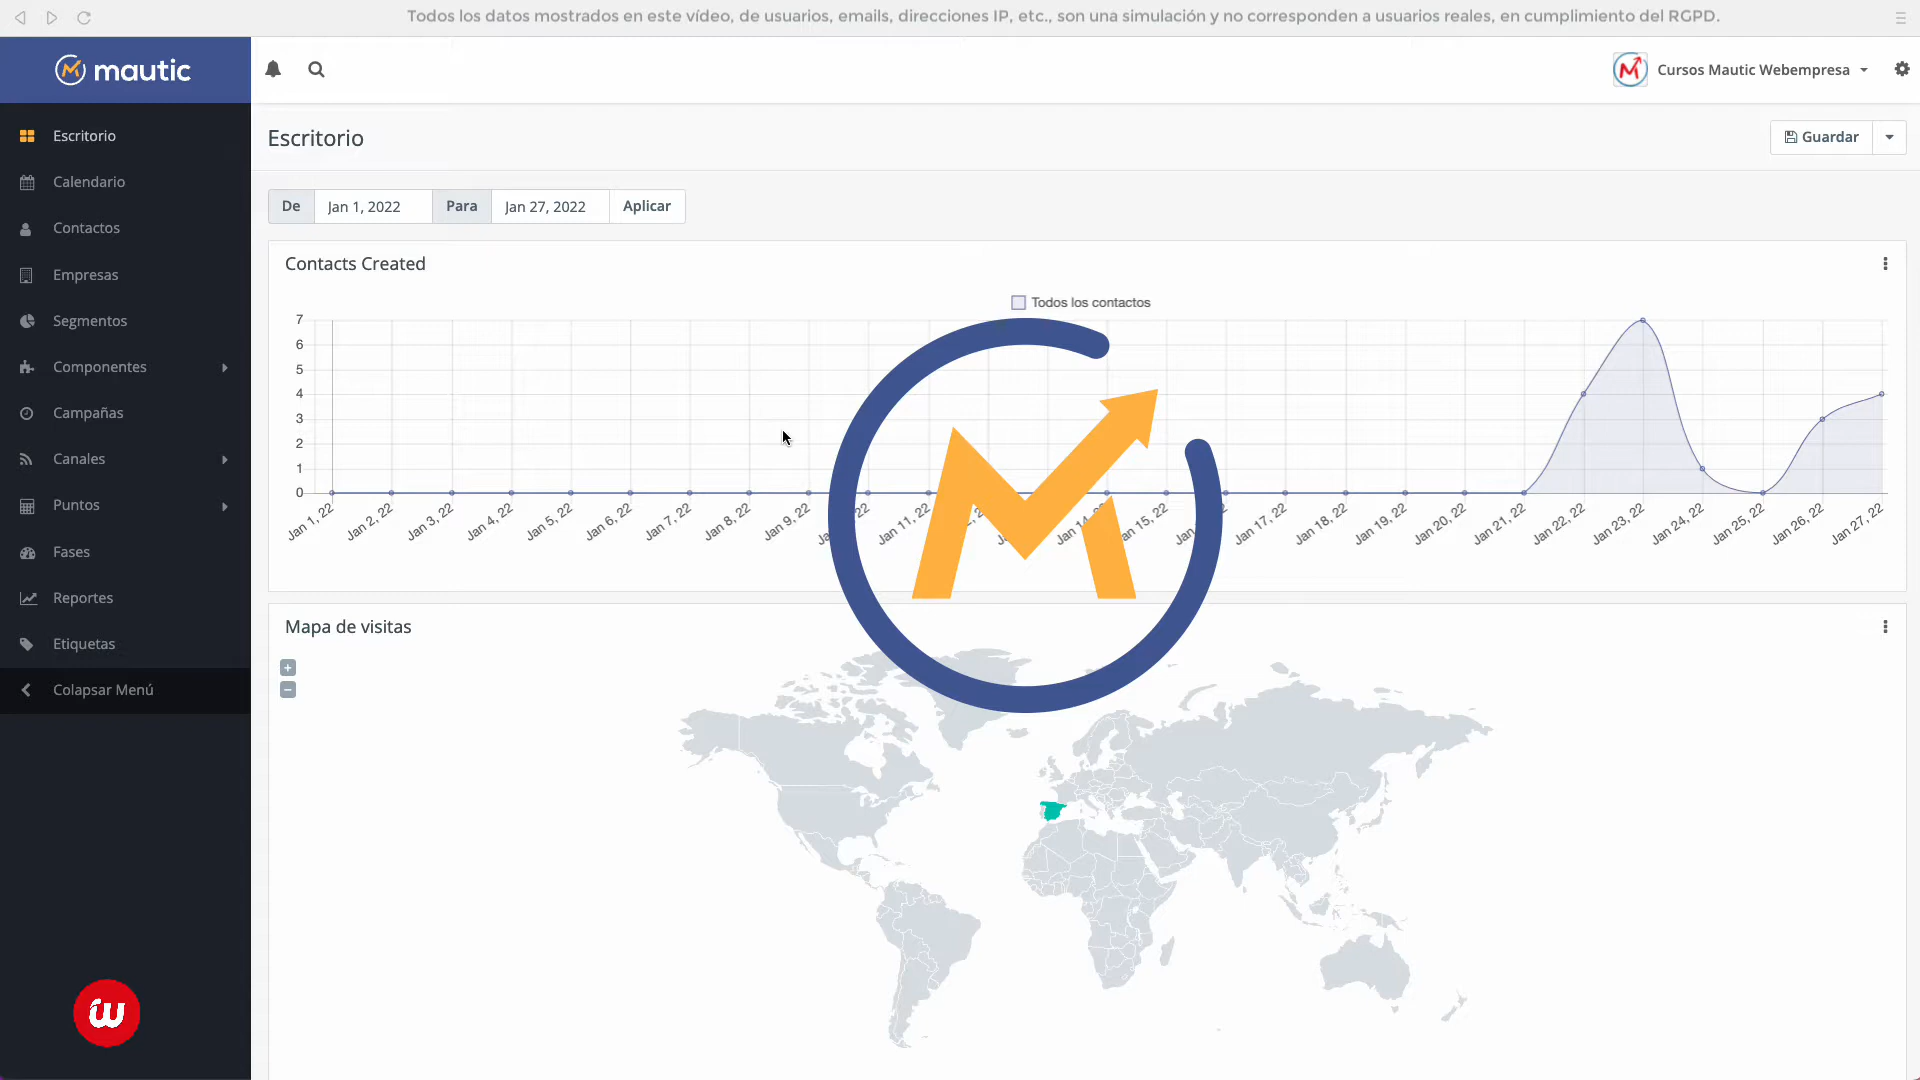 Todos los datos mostrados en este vídeo, de usuarios, emails, direcciones IP, etc., son una simulación y no corresponden a usuarios reales, en cumplimiento del RGPD.
mautic
Cursos Mautic Webempresa
Escritorio
Calendario
Contactos
Empresas
Segmentos
Componentes
Campañas
Canales
Puntos
Fases
Reportes
Etiquetas
Colapsar Menú
w
Escritorio
Guardar
De Jan 1, 2022 Para Jan 27, 2022 Aplicar
Contacts Created
Todos los contactos
7
6
5
4
3
2
1
0
Jan 1, 22 Jan 2, 22 Jan 3, 22 Jan 4, 22 Jan 5, 22 Jan 6, 22 Jan 7, 22 Jan 8, 22 Jan 9, 22 Jan 11, 22 Jan 17, 22 Jan 18, 22 Jan 19, 22 Jan 20, 22 Jan 21, 22 Jan 22, 22 Jan 23, 22 Jan 24, 22 Jan 25, 22 Jan 26, 22 Jan 27, 22
Mapa de visitas
+
−